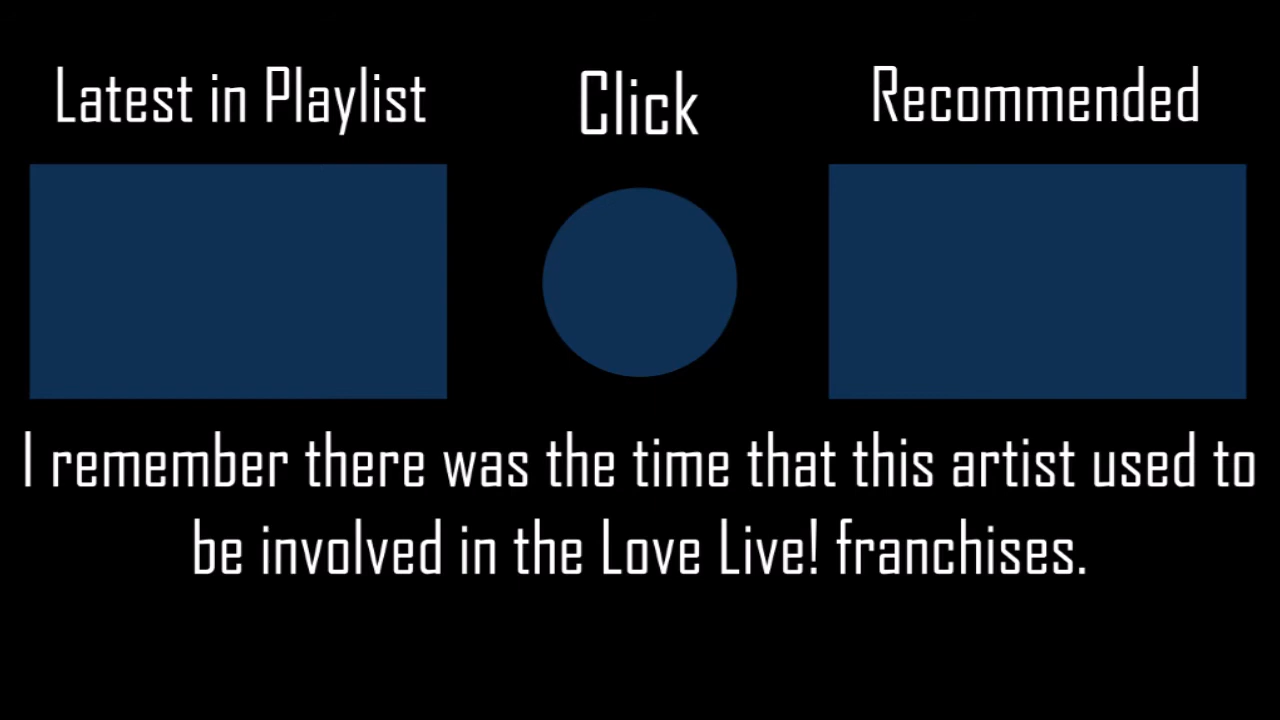 Latest in Playlist
Click
Recommended
I remember there was the time that this artist used to
be involved in the Love Live! franchises.